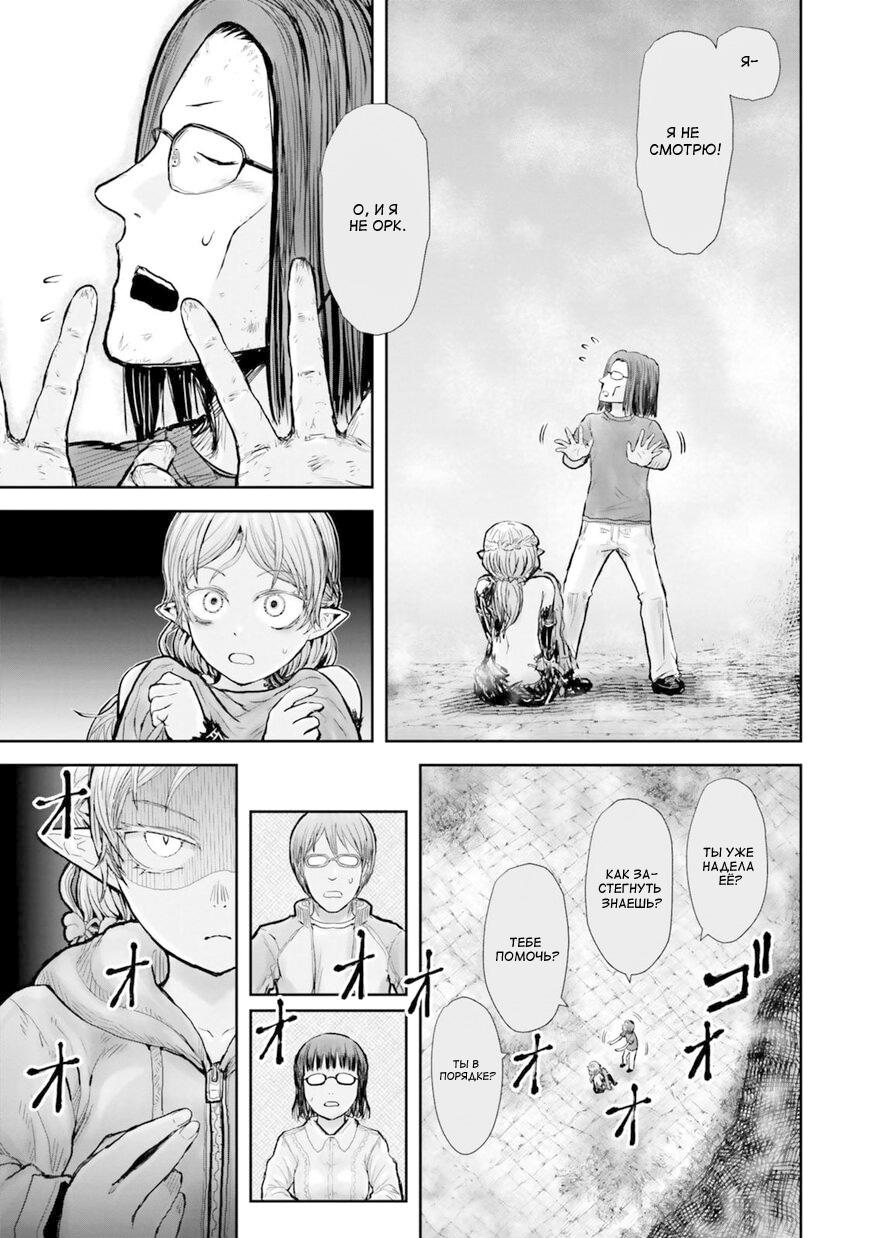 Я-
Я НЕ
СМОТРЮ!
О, И Я
НЕ ОРК.
ТЫ УЖЕ
НАДЕЛА
ЕЁ?
КАК ЗА-
СТЕГНУТЬ
ЗНАЕШЬ?
ТЕБЕ
ПОМОЧЬ?
ТЫ В
ПОРЯДКЕ?
ゴオオオオオオオオ